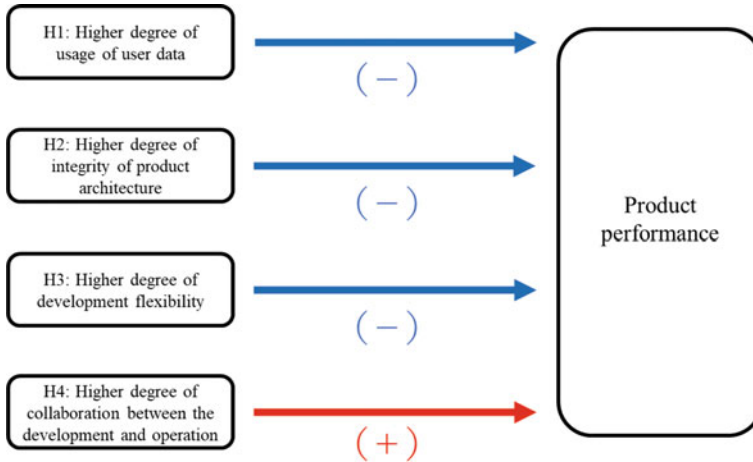 H1: Higher degree of
usage of user data
(－)
H2: Higher degree of
integrity of product
architecture
(－)
H3: Higher degree of
development flexibility
(－)
H4: Higher degree of
collaboration between the
development and operation
(＋)
Product
performance